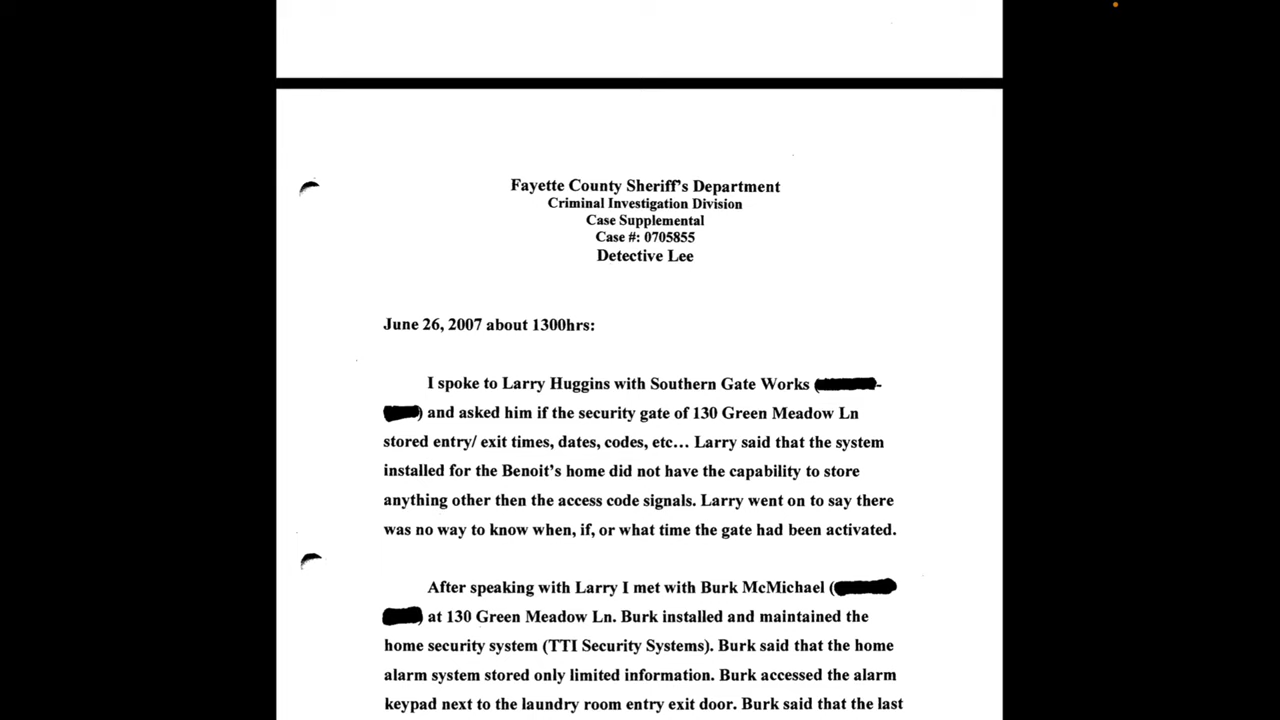 Fayette County Sheriff's Department
Criminal Investigation Division
Case Supplemental
Case #: 0705855
Detective Lee
June 26, 2007 about 1300hrs:
I spoke to Larry Huggins with Southern Gate Works ( -
) and asked him if the security gate of 130 Green Meadow Ln
stored entry/ exit times, dates, codes, etc... Larry said that the system
installed for the Benoit's home did not have the capability to store
anything other then the access code signals. Larry went on to say there
was no way to know when, if, or what time the gate had been activated.
After speaking with Larry I met with Burk McMichael (
) at 130 Green Meadow Ln. Burk installed and maintained the
home security system (TTI Security Systems). Burk said that the home
alarm system stored only limited information. Burk accessed the alarm
keypad next to the laundry room entry exit door. Burk said that the last